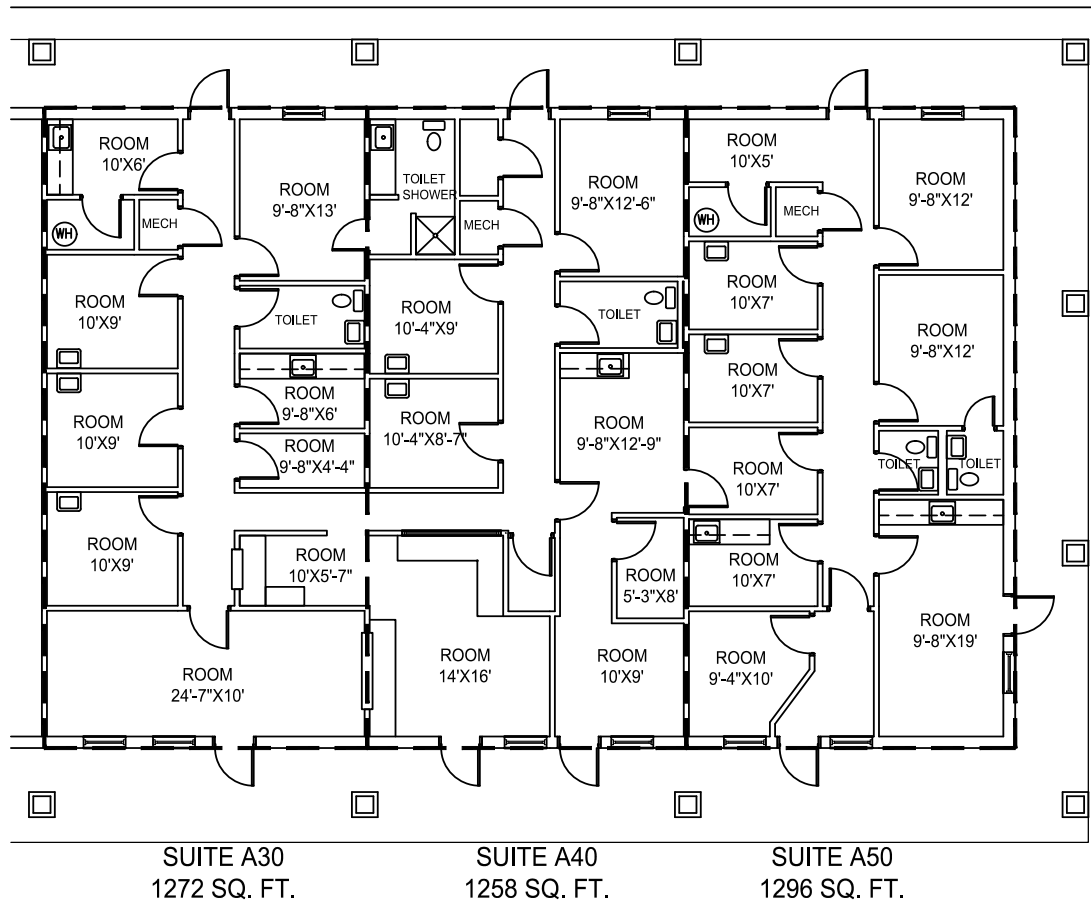 ROOM
10'X6'
WH
MECH
ROOM
9'-8"X13'
ROOM
10'X9'
TOILET
ROOM
10'X9'
ROOM
9'-8"X6'
ROOM
9'-8"X4'-4"
ROOM
10'X9'
ROOM
10'X5'-7"
ROOM
24'-7"X10'
TOILET
SHOWER
MECH
ROOM
9'-8"X12'-6"
ROOM
10'-4"X9'
TOILET
ROOM
10'-4"X8'-7"
ROOM
9'-8"X12'-9"
ROOM
5'-3"X8'
ROOM
14'X16'
ROOM
10'X9'
ROOM
10'X5'
WH
MECH
ROOM
9'-8"X12'
ROOM
10'X7'
ROOM
9'-8"X12'
ROOM
10'X7'
ROOM
10'X7'
TOILET
TOILET
ROOM
10'X7'
ROOM
9'-4"X10'
ROOM
9'-8"X19'
SUITE A30
1272 SQ. FT.
SUITE A40
1258 SQ. FT.
SUITE A50
1296 SQ. FT.